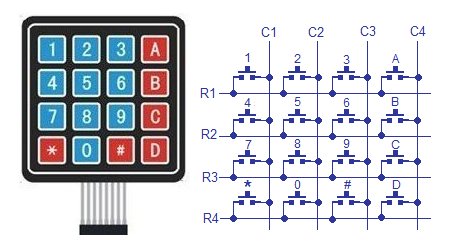 1 2 3 A
4 5 6 B
7 8 9 C
* 0 # D
C1 C2 C3 C4
1 2 3 A
R1
4 5 6 B
R2
7 8 9 C
R3
* 0 # D
R4